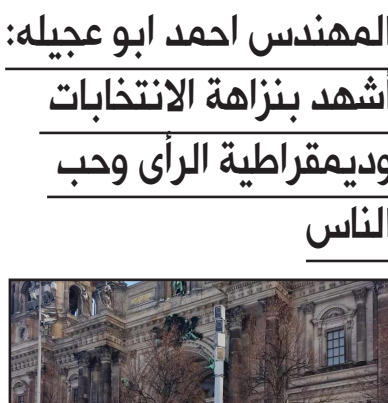 المهندس احمد ابو عجيله:
أشهد بنزاهة الانتخابات
وديمقراطية الرأى وحب
الناس